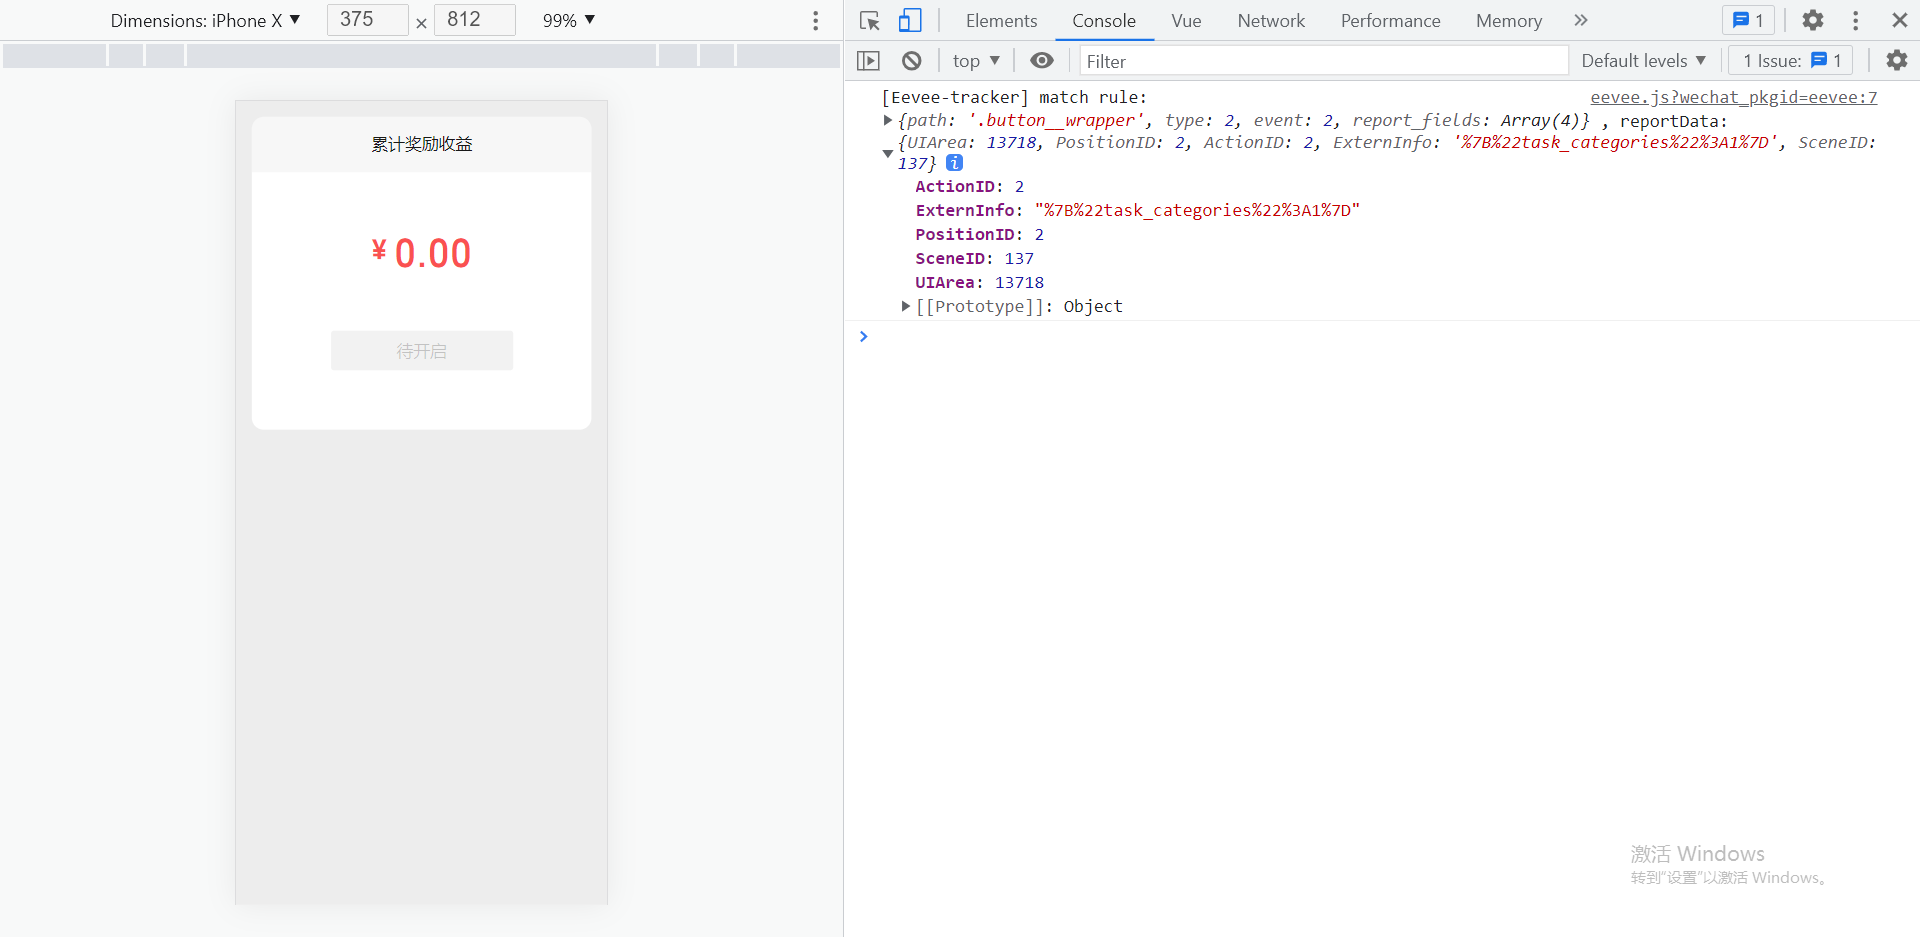 Dimensions: iPhone X ▼ 375 × 812 99% ▼
累计奖励收益
¥ 0.00
待开启
Elements Console Vue Network Performance Memory » 1
top ▼ Filter Default levels ▼ 1 Issue: 1
[Eevee-tracker] match rule: eevee.js?wechat_pkgid=eevee:7
▶ {path: '.button__wrapper', type: 2, event: 2, report_fields: Array(4)} , reportData:
{UIArea: 13718, PositionID: 2, ActionID: 2, ExternInfo: '%7B%22task_categories%22%3A1%7D', SceneID:
▼ 137} i
ActionID: 2
ExternInfo: "%7B%22task_categories%22%3A1%7D"
PositionID: 2
SceneID: 137
UIArea: 13718
▶ [[Prototype]]: Object
激活 Windows
转到"设置"以激活 Windows。